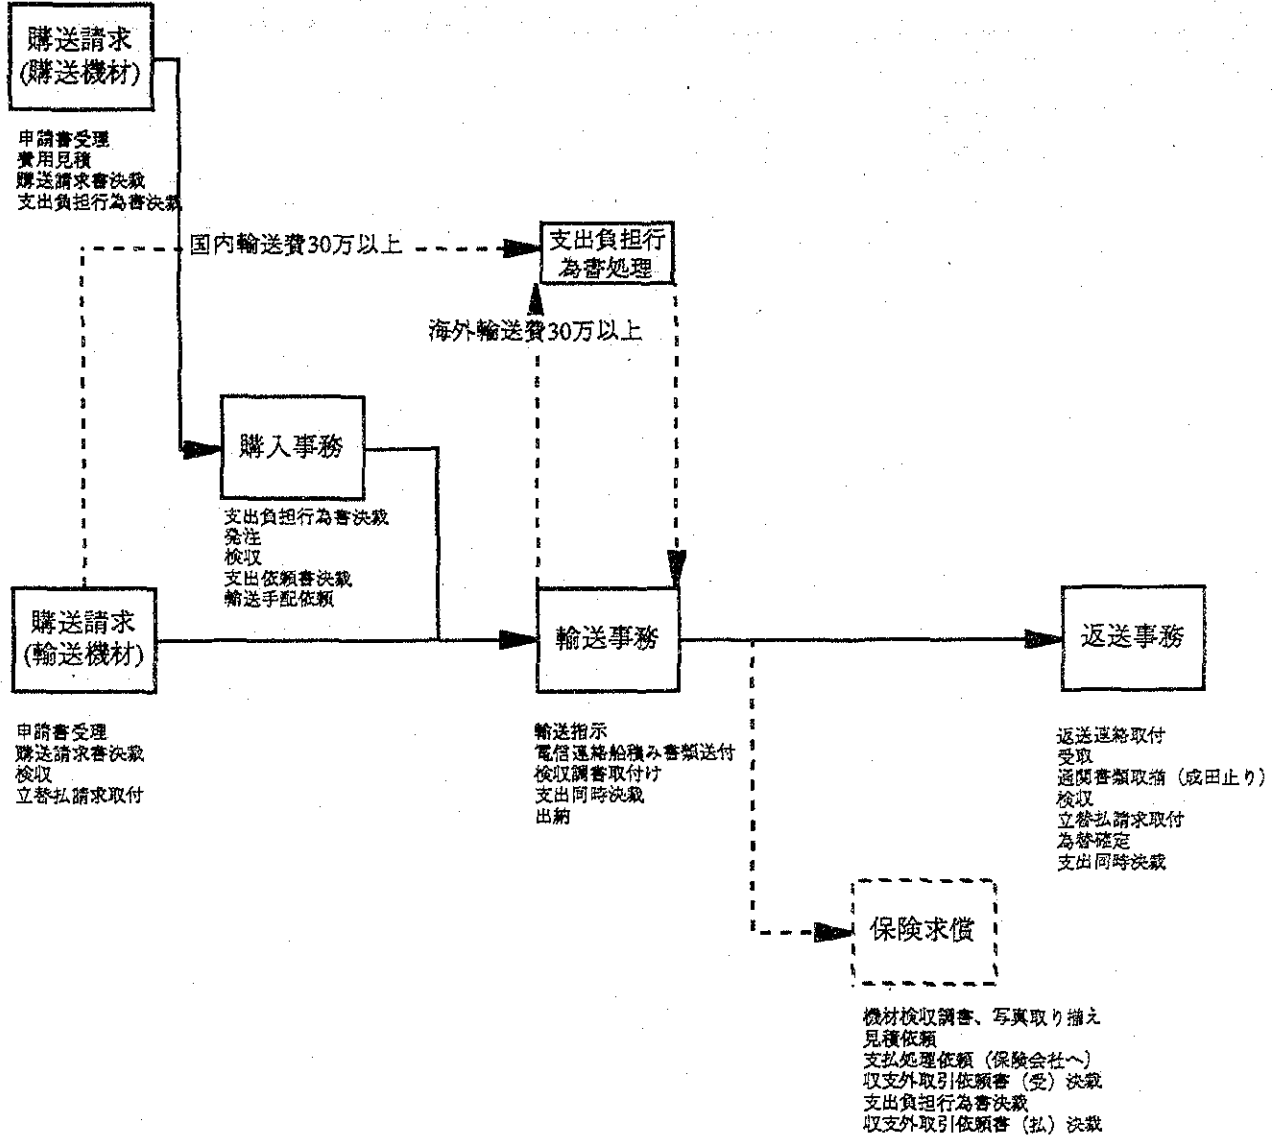 購送請求
(購送機材)
申請書受理
費用見積
購送請求書決裁
支出負担行為書決裁
国内輸送費30万以上
支出負担行
為書処理
海外輸送費30万以上
購入事務
支出負担行為書決裁
発注
検収
支出依頼書決裁
輸送手配依頼
購送請求
(輸送機材)
申請書受理
購送請求書決裁
検収
立替払請求取付
輸送事務
輸送指示
電信連絡船積み書類送付
検収調書取付け
支出同時決裁
出納
返送事務
返送連絡取付
受取
通関書類取揃（成田止り）
検収
立替払請求取付
為替確定
支出同時決裁
保険求償
機材検収調書、写真取り揃え
見積依頼
支払処理依頼（保険会社へ）
収支外取引依頼書（受）決裁
支出負担行為書決裁
収支外取引依頼書（払）決裁